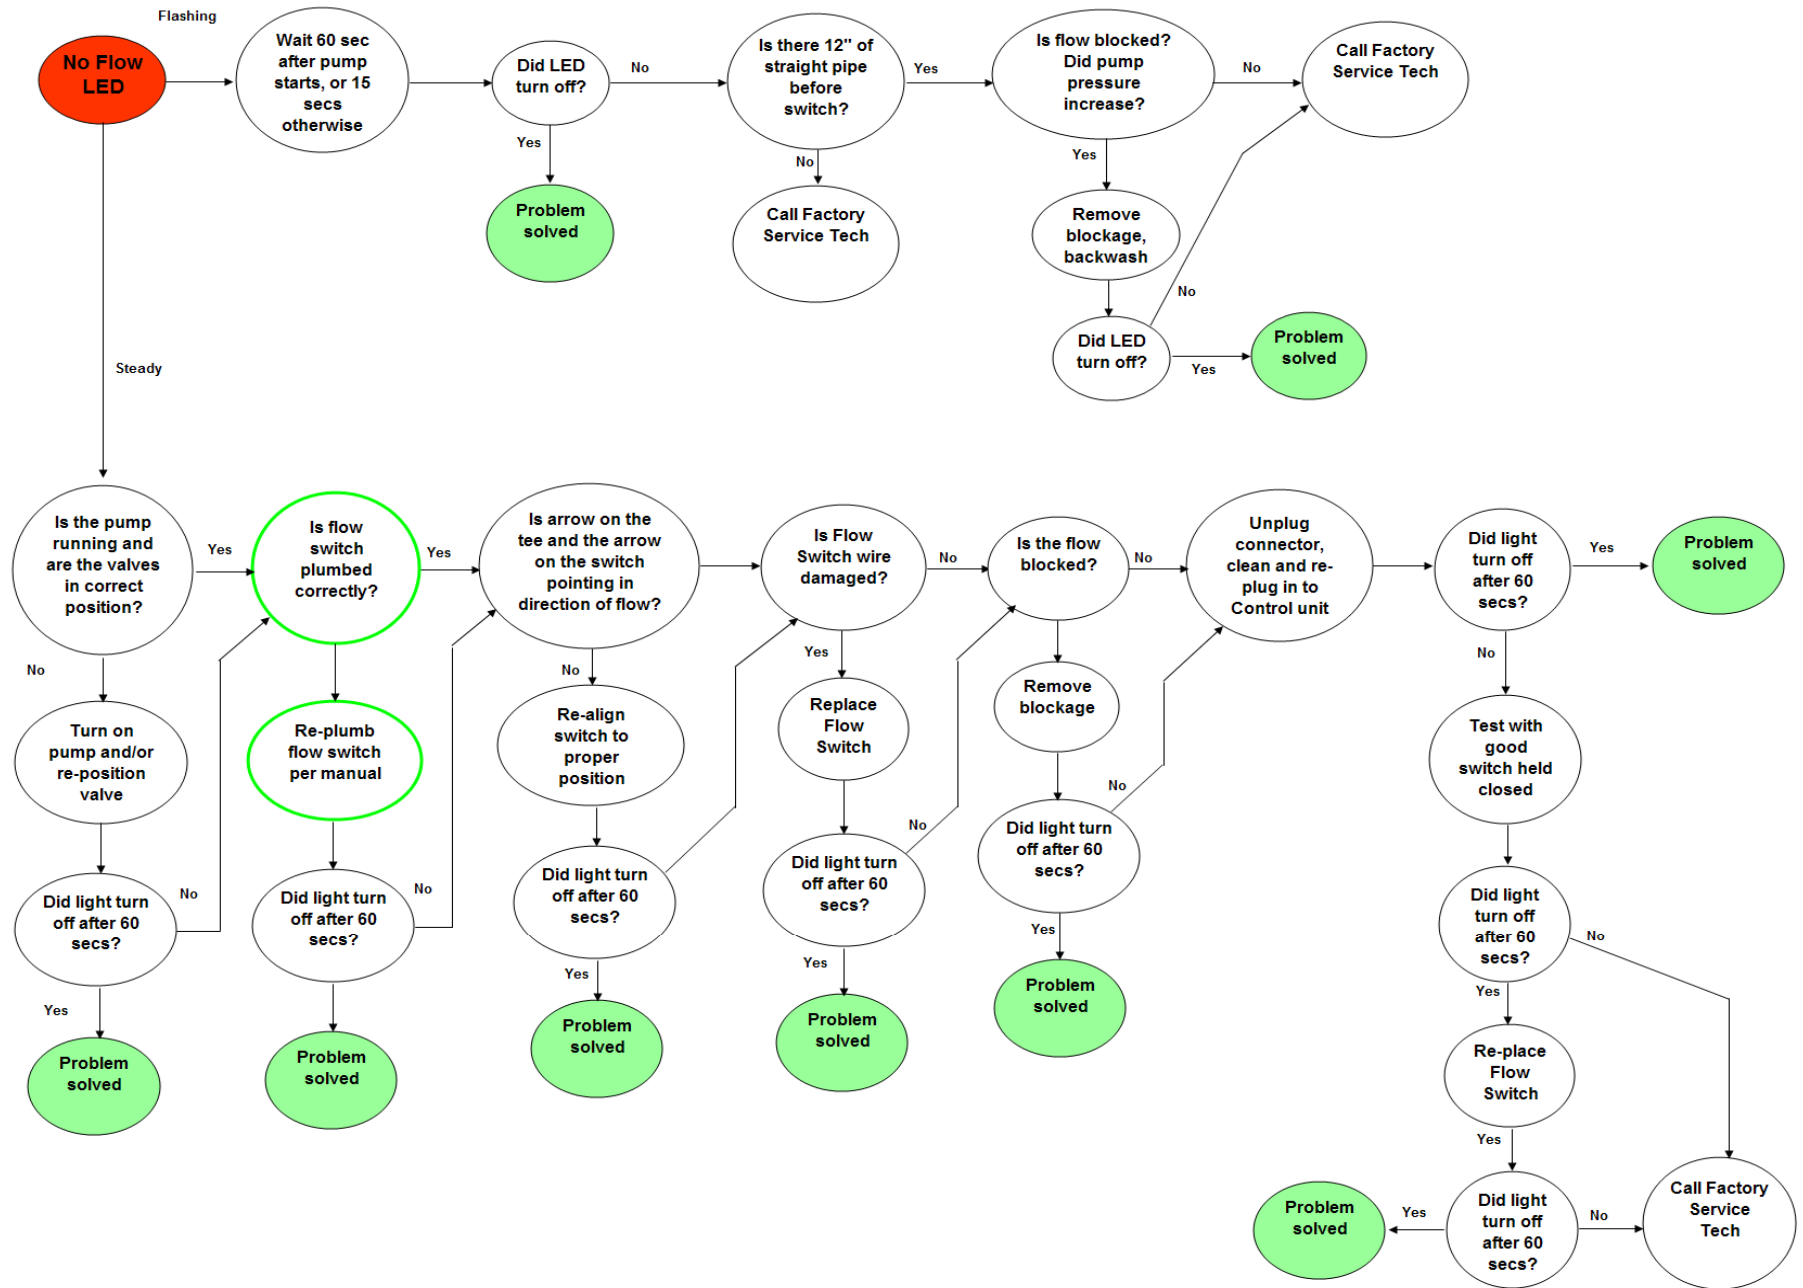 Flashing
No Flow
LED
Wait 60 sec
after pump
starts, or 15
secs
otherwise
Did LED
turn off?
No
Is there 12" of
straight pipe
before
switch?
Yes
Is flow blocked?
Did pump
pressure
increase?
No
Call Factory
Service Tech
Yes
Problem
solved
No
Call Factory
Service Tech
Yes
Remove
blockage,
backwash
No
Did LED
turn off?
Yes
Problem
solved
Steady
Is the pump
running and
are the valves
in correct
position?
Yes
Is flow
switch
plumbed
correctly?
Yes
Is arrow on the
tee and the arrow
on the switch
pointing in
direction of flow?
Is Flow
Switch wire
damaged?
No
Is the flow
blocked?
No
Unplug
connector,
clean and re-
plug in to
Control unit
Did light
turn off
after 60
secs?
Yes
Problem
solved
No
Turn on
pump and/or
re-position
valve
Re-plumb
flow switch
per manual
No
Re-align
switch to
proper
position
Yes
Replace
Flow
Switch
Remove
blockage
No
Test with
good
switch held
closed
Did light turn
off after 60
secs?
No
Did light turn
off after 60
secs?
No
Did light turn
off after 60
secs?
Did light turn
off after 60
secs?
No
Did light turn
off after 60
secs?
No
Did light
turn off
after 60
secs?
No
Yes
Problem
solved
Problem
solved
Yes
Problem
solved
Yes
Problem
solved
Yes
Problem
solved
Yes
Re-place
Flow
Switch
Yes
Did light
turn off
after 60
secs?
Yes
Problem
solved
No
Call Factory
Service
Tech